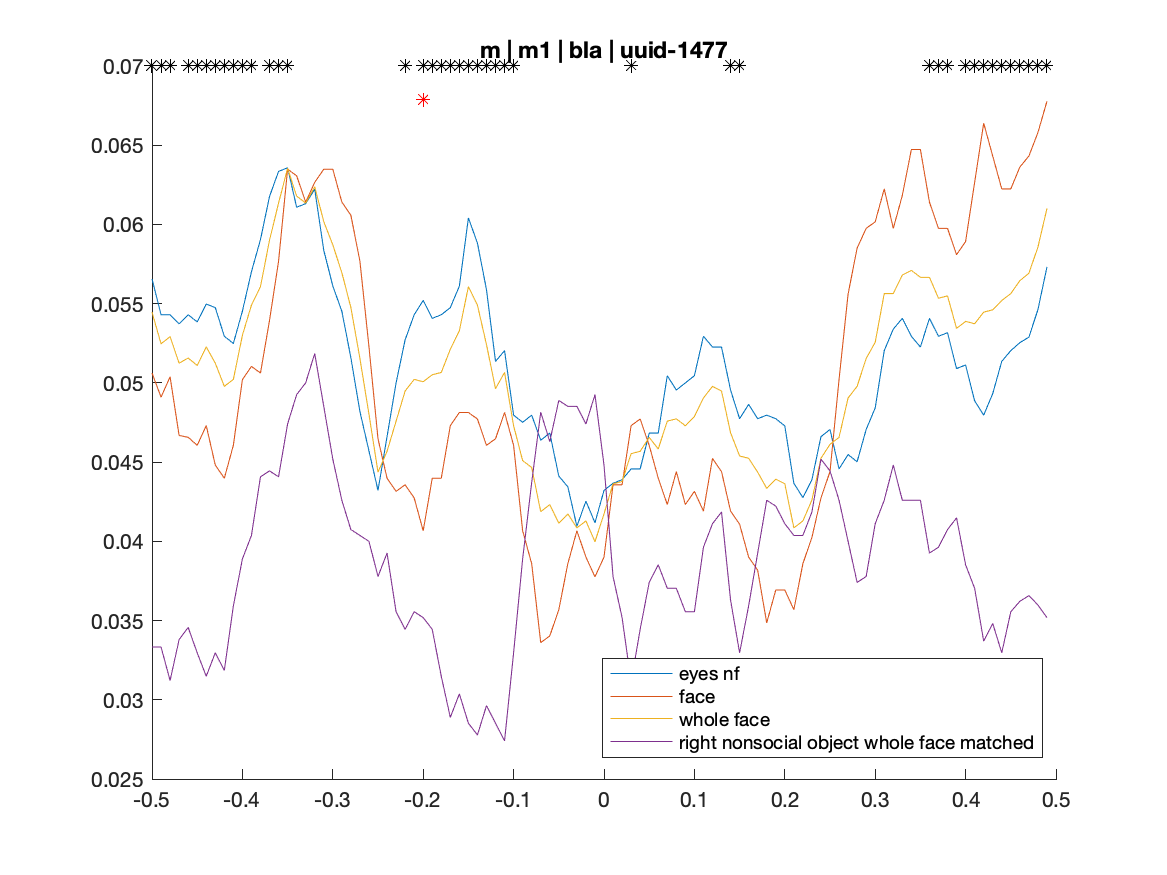 m | m1 | bla | uuid-1477
0.07
0.065
0.06
0.055
0.05
0.045
0.04
0.035
0.03
0.025
-0.5 -0.4 -0.3 -0.2 -0.1 0 0.1 0.2 0.3 0.4 0.5
eyes nf
face
whole face
right nonsocial object whole face matched